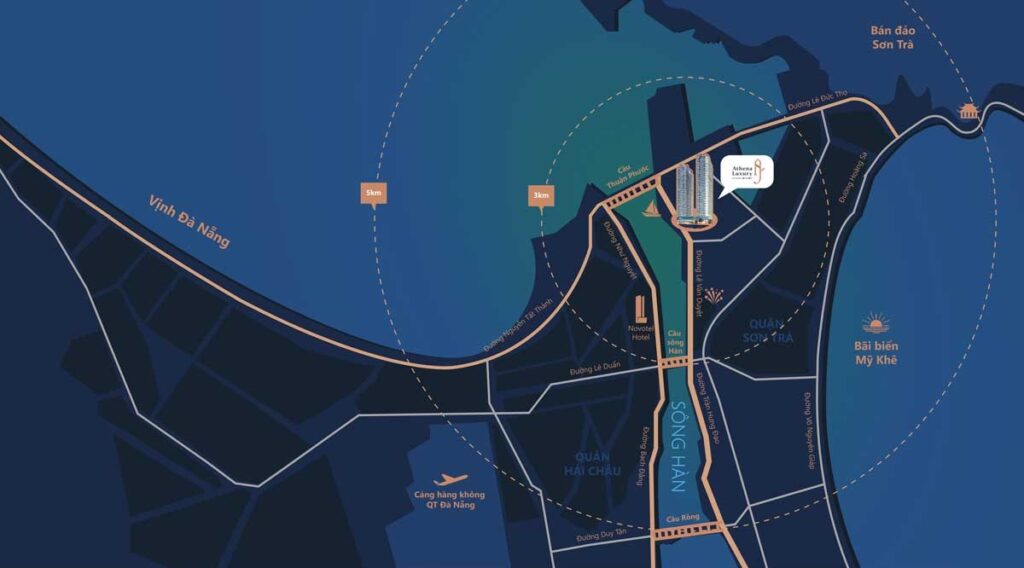 Bán đảo
Sơn Trà
Đường Lê Đức Thọ
Athena
Luxury
Cầu
Thuận Phước
Đường Hoàng Sa
5km
3km
Vịnh Đà Nẵng
Đường Như Nguyệt
Đường Lê Văn Duyệt
Đường Nguyễn Tất Thành
Novotel
Hotel
Cầu
sông
Hàn
QUẬN
SƠN TRÀ
Bãi biển
Mỹ Khê
Đường Lê Duẩn
Đường Trần Hưng Đạo
SÔNG HÀN
Đường Võ Nguyên Giáp
Đường Bạch Đằng
QUẬN
HẢI CHÂU
Cảng hàng không
QT Đà Nẵng
Cầu Rồng
Đường Duy Tân